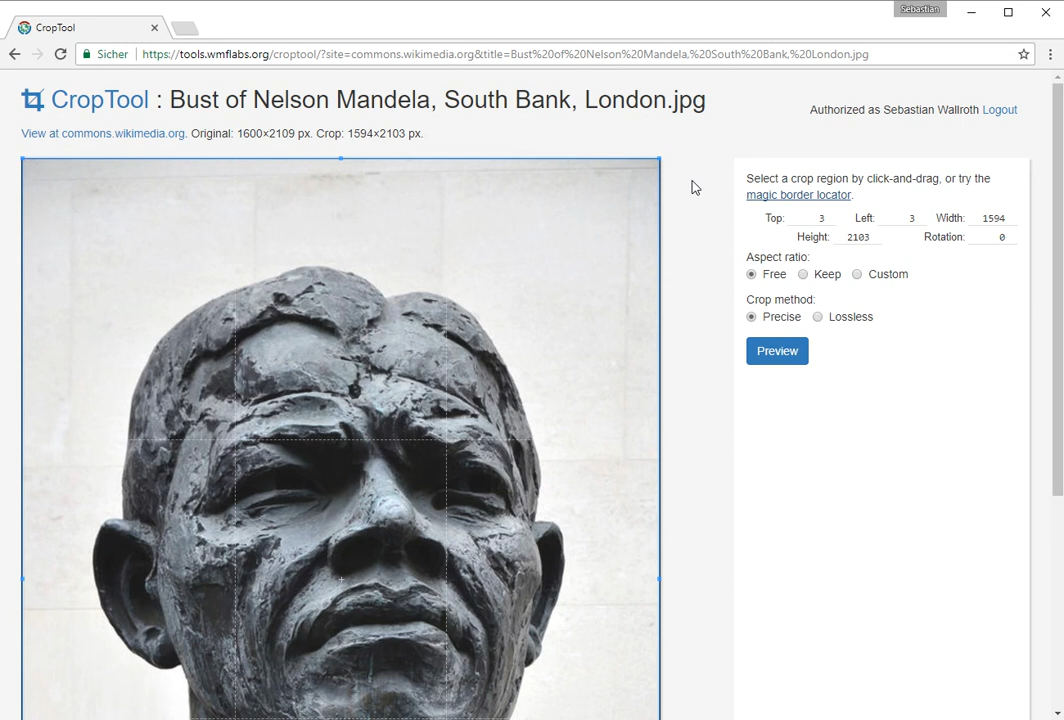 Sebastian
CropTool
Sicher https://tools.wmflabs.org/croptool/?site=commons.wikimedia.org&title=Bust%20of%20Nelson%20Mandela,%20South%20Bank,%20London.jpg
CropTool : Bust of Nelson Mandela, South Bank, London.jpg
Authorized as Sebastian Wallroth Logout
View at commons.wikimedia.org. Original: 1600×2109 px. Crop: 1594×2103 px.
Select a crop region by click-and-drag, or try the
magic border locator.
Top: 3 Left: 3 Width: 1594
Height: 2103 Rotation: 0
Aspect ratio:
Free Keep Custom
Crop method:
Precise Lossless
Preview